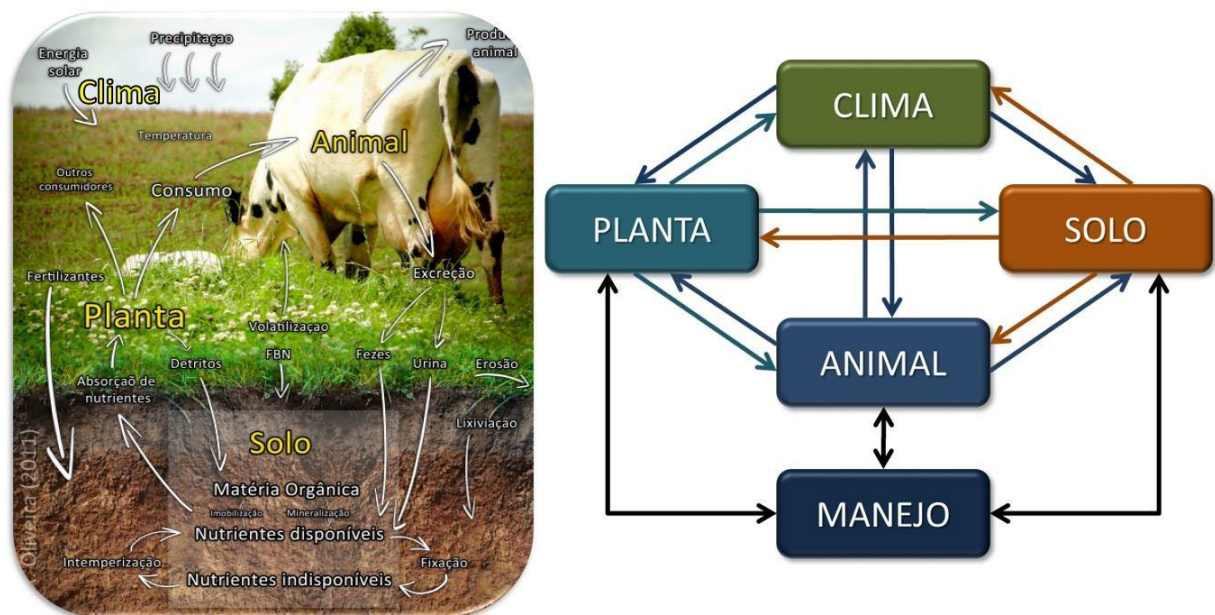 Energia
solar
Precipitaçao
Produ
animal
Clima
Temperatura
Animal
Outros
consumidores
Consumo
Fertilizantes
Excreção
Planta
Volatilizaçao
Detritos
FBN
Fezes
Urina
Erosão
Absorçaõ de
nutrientes
Lixiviação
Solo
Matéria Orgânica
Imobilização
Mineralização
Nutrientes disponíveis
Intemperização
Fixação
Nutrientes indisponíveis
Oliveira (2011)
CLIMA
PLANTA
SOLO
ANIMAL
MANEJO